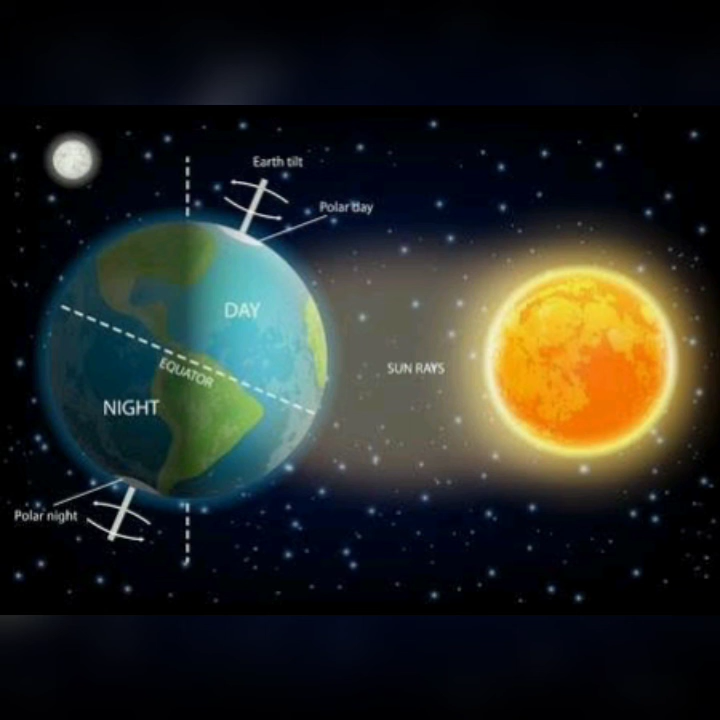 Earth tilt
Polar day
DAY
SUN RAYS
EQUATOR
NIGHT
Polar night